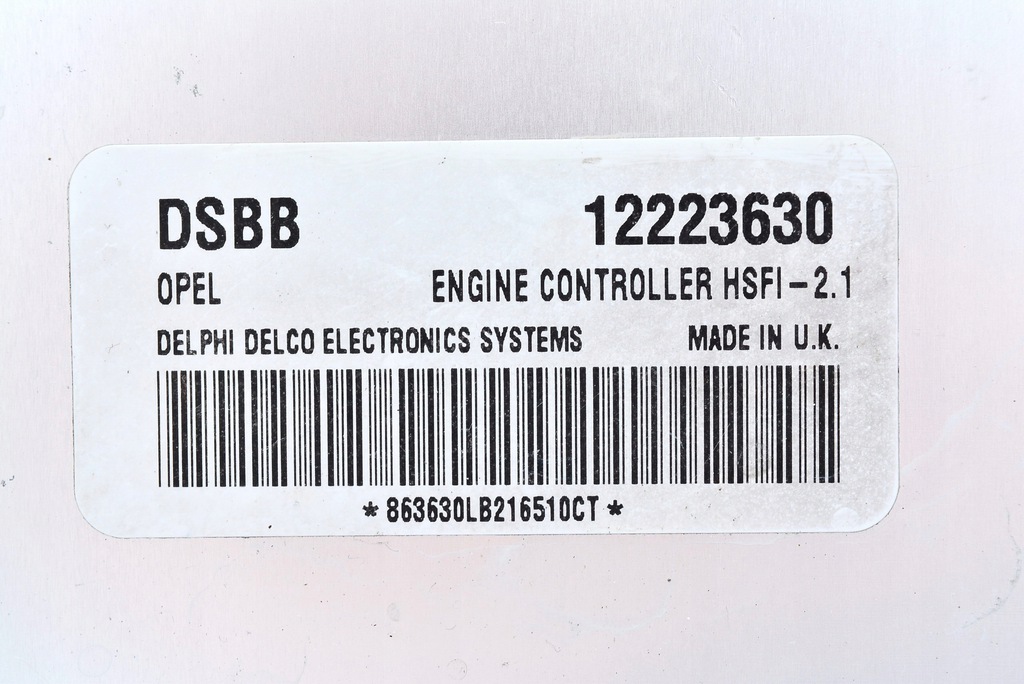 DSBB 12223630
OPEL ENGINE CONTROLLER HSFI-2.1
DELPHI DELCO ELECTRONICS SYSTEMS MADE IN U.K.
*863630LB216510CT*